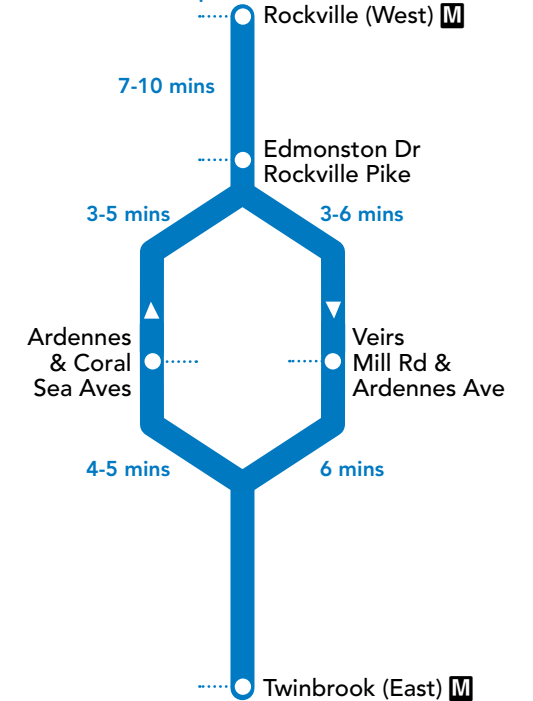 Rockville (West) M
7-10 mins
Edmonston Dr
Rockville Pike
3-5 mins
3-6 mins
Ardennes
& Coral
Sea Aves
Veirs
Mill Rd &
Ardennes Ave
4-5 mins
6 mins
Twinbrook (East) M